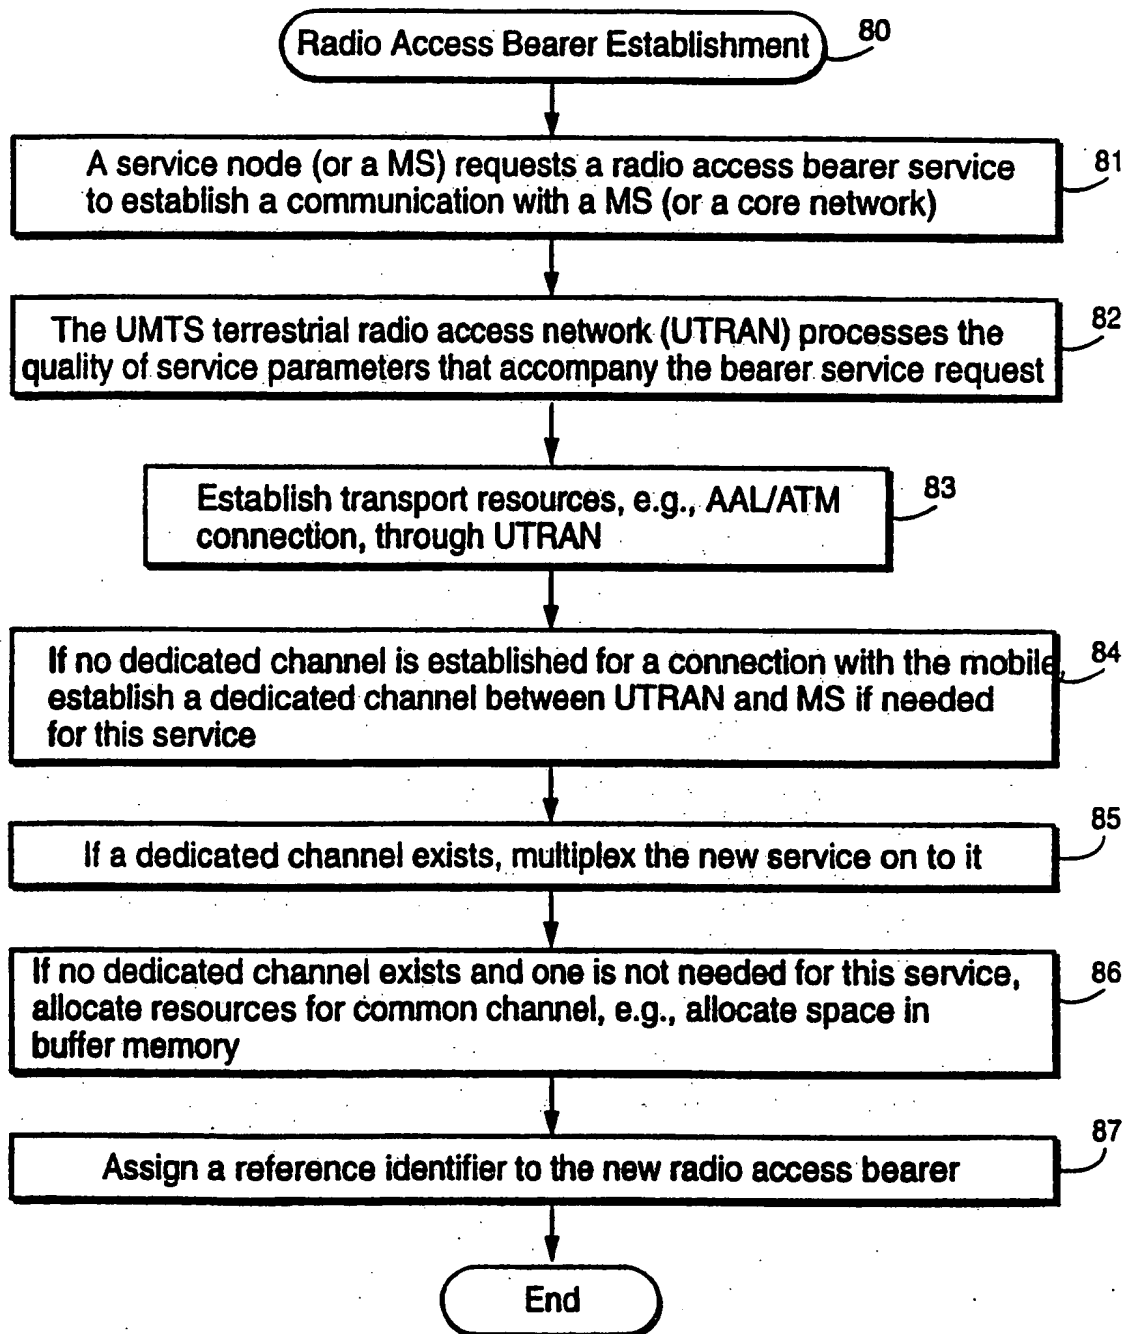 Radio Access Bearer Establishment
80
A service node (or a MS) requests a radio access bearer service
to establish a communication with a MS (or a core network)
81
The UMTS terrestrial radio access network (UTRAN) processes the
quality of service parameters that accompany the bearer service request
82
Establish transport resources, e.g., AAL/ATM
connection, through UTRAN
83
If no dedicated channel is established for a connection with the mobile,
establish a dedicated channel between UTRAN and MS if needed
for this service
84
If a dedicated channel exists, multiplex the new service on to it
85
If no dedicated channel exists and one is not needed for this service,
allocate resources for common channel, e.g., allocate space in
buffer memory
86
Assign a reference identifier to the new radio access bearer
87
End